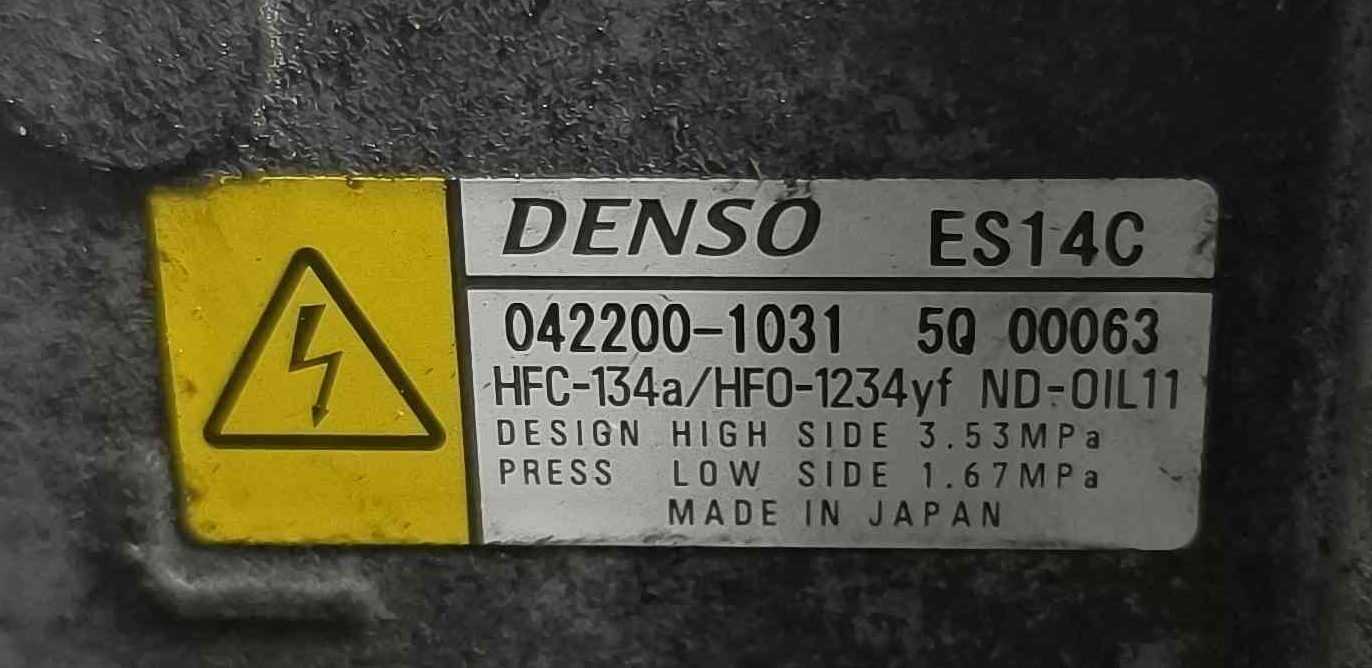 DENSO ES14C
042200-1031 5Q 00063
HFC-134a/HFO-1234yf ND-OIL11
DESIGN HIGH SIDE 3.53MPa
PRESS LOW SIDE 1.67MPa
MADE IN JAPAN